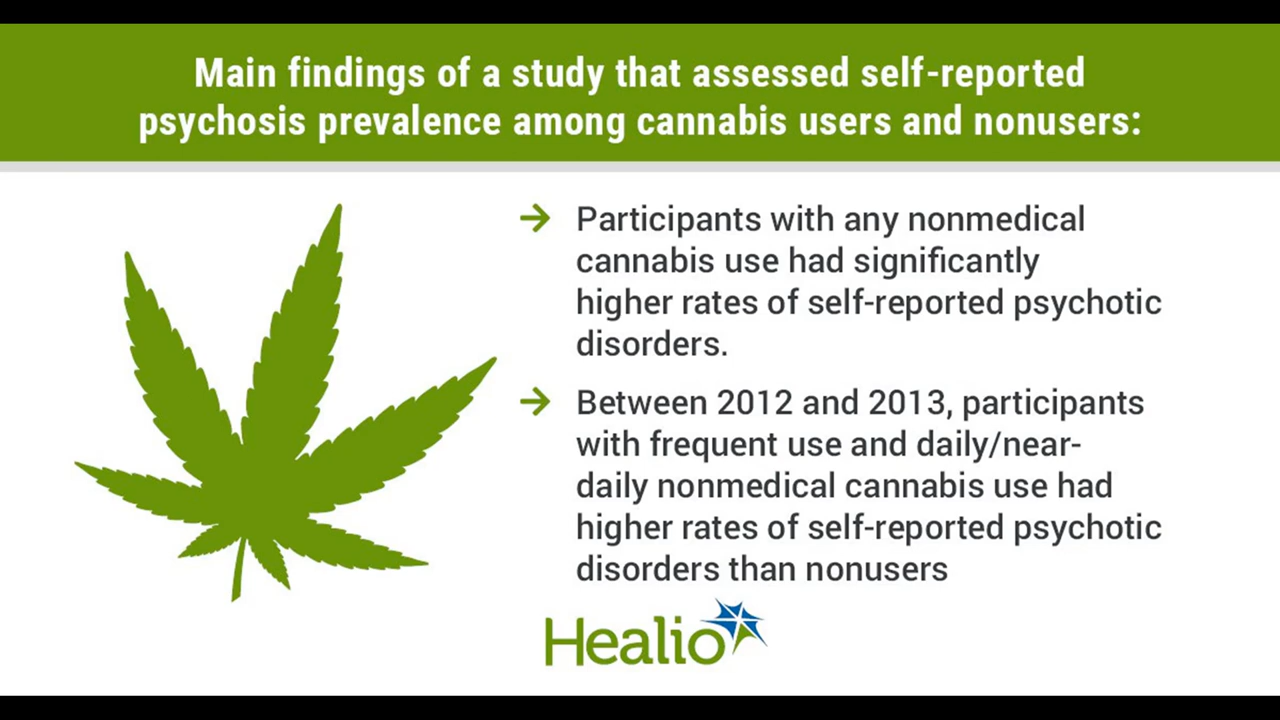 Main findings of a study that assessed self-reported
psychosis prevalence among cannabis users and nonusers:
→ Participants with any nonmedical
cannabis use had significantly
higher rates of self-reported psychotic
disorders.
→ Between 2012 and 2013, participants
with frequent use and daily/near-
daily nonmedical cannabis use had
higher rates of self-reported psychotic
disorders than nonusers
Healio